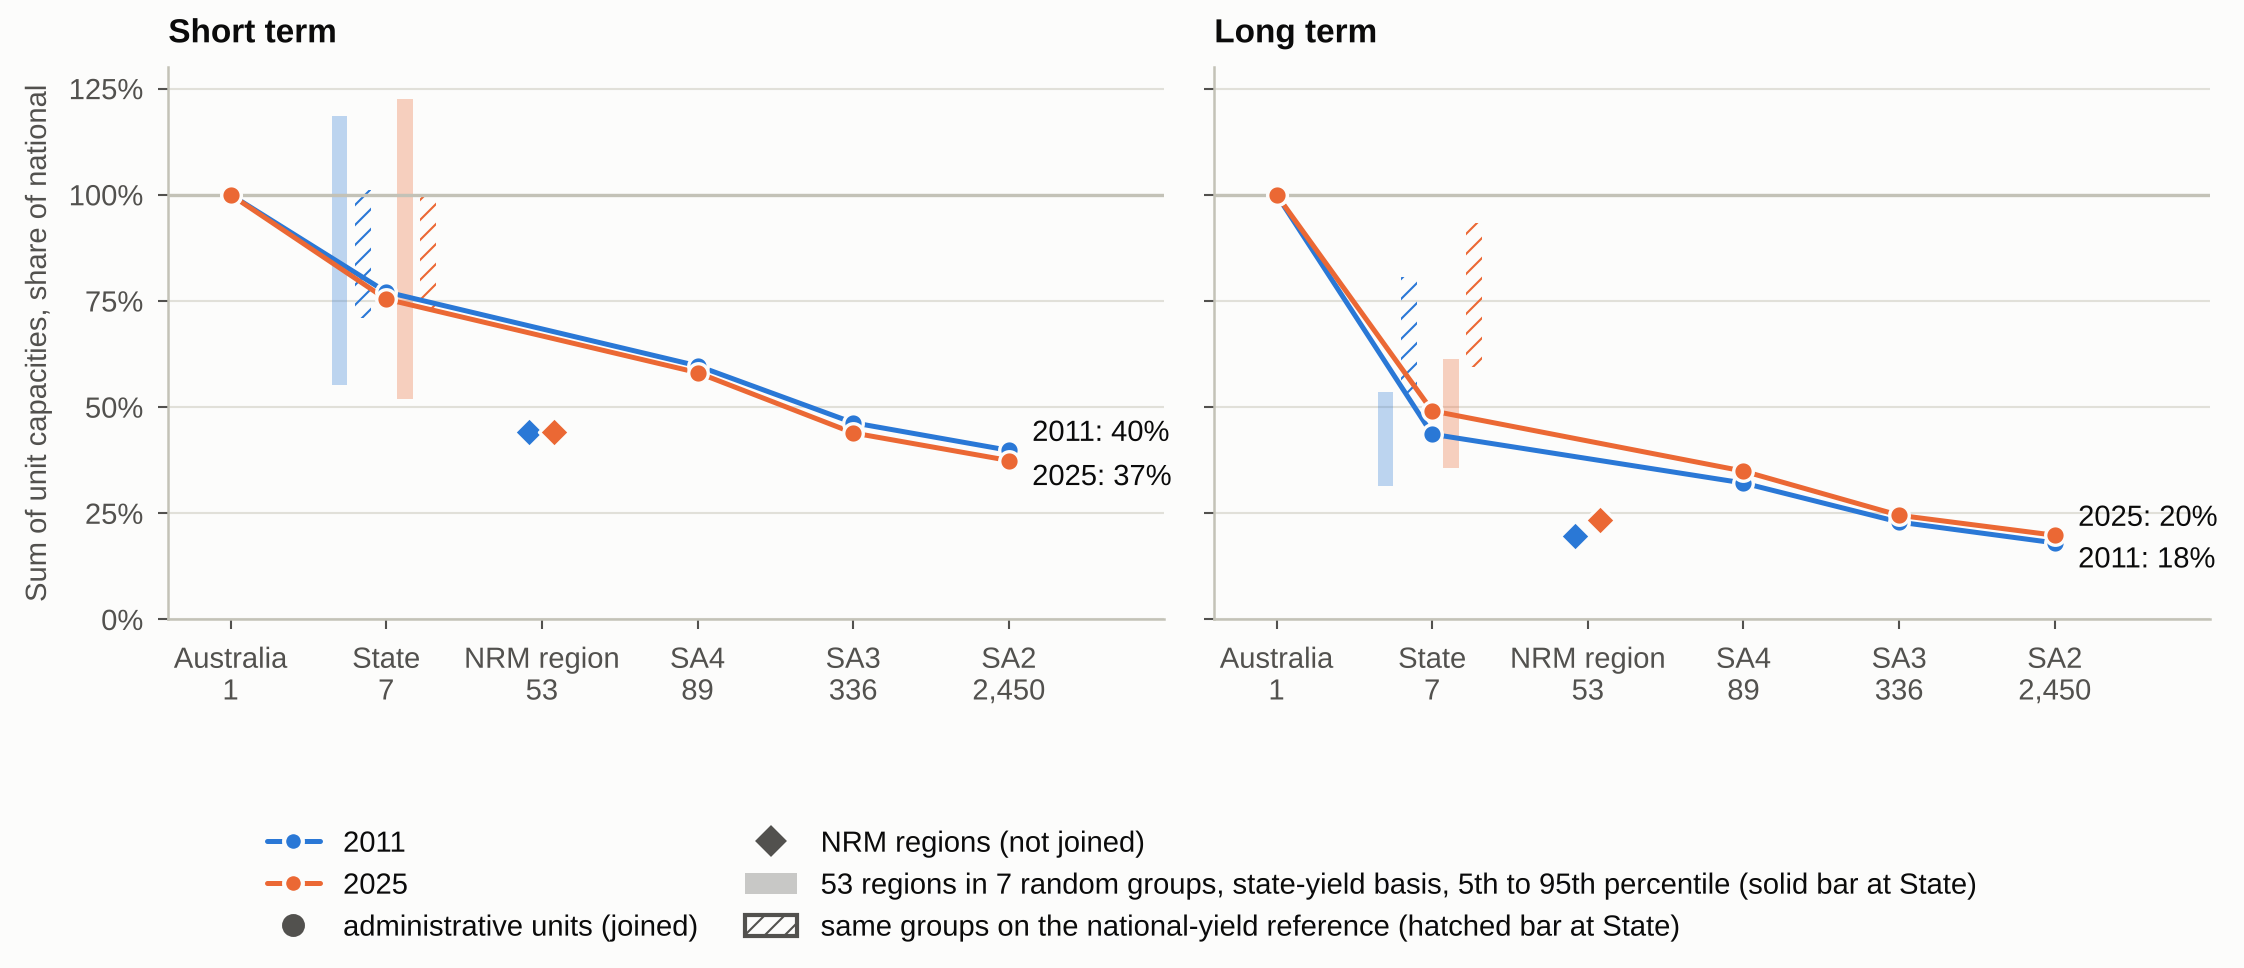 Short term
Long term
Sum of unit capacities, share of national
125%
100%
75%
50%
25%
0%
2011: 40%
2025: 37%
2025: 20%
2011: 18%
Australia State NRM region SA4 SA3 SA2
1 7 53 89 336 2,450
Australia State NRM region SA4 SA3 SA2
1 7 53 89 336 2,450
2011
2025
administrative units (joined)
NRM regions (not joined)
53 regions in 7 random groups, state-yield basis, 5th to 95th percentile (solid bar at State)
same groups on the national-yield reference (hatched bar at State)